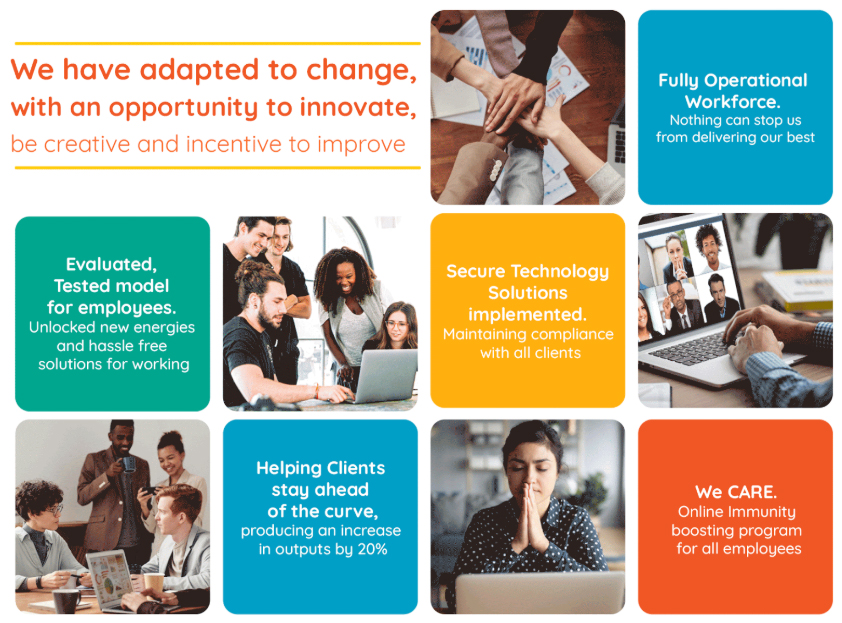 We have adapted to change,
with an opportunity to innovate,
be creative and incentive to improve
Fully Operational
Workforce.
Nothing can stop us
from delivering our best
Evaluated,
Tested model
for employees.
Unlocked new energies
and hassle free
solutions for working
Secure Technology
Solutions
implemented.
Maintaining compliance
with all clients
Helping Clients
stay ahead
of the curve,
producing an increase
in outputs by 20%
We CARE.
Online Immunity
boosting program
for all employees